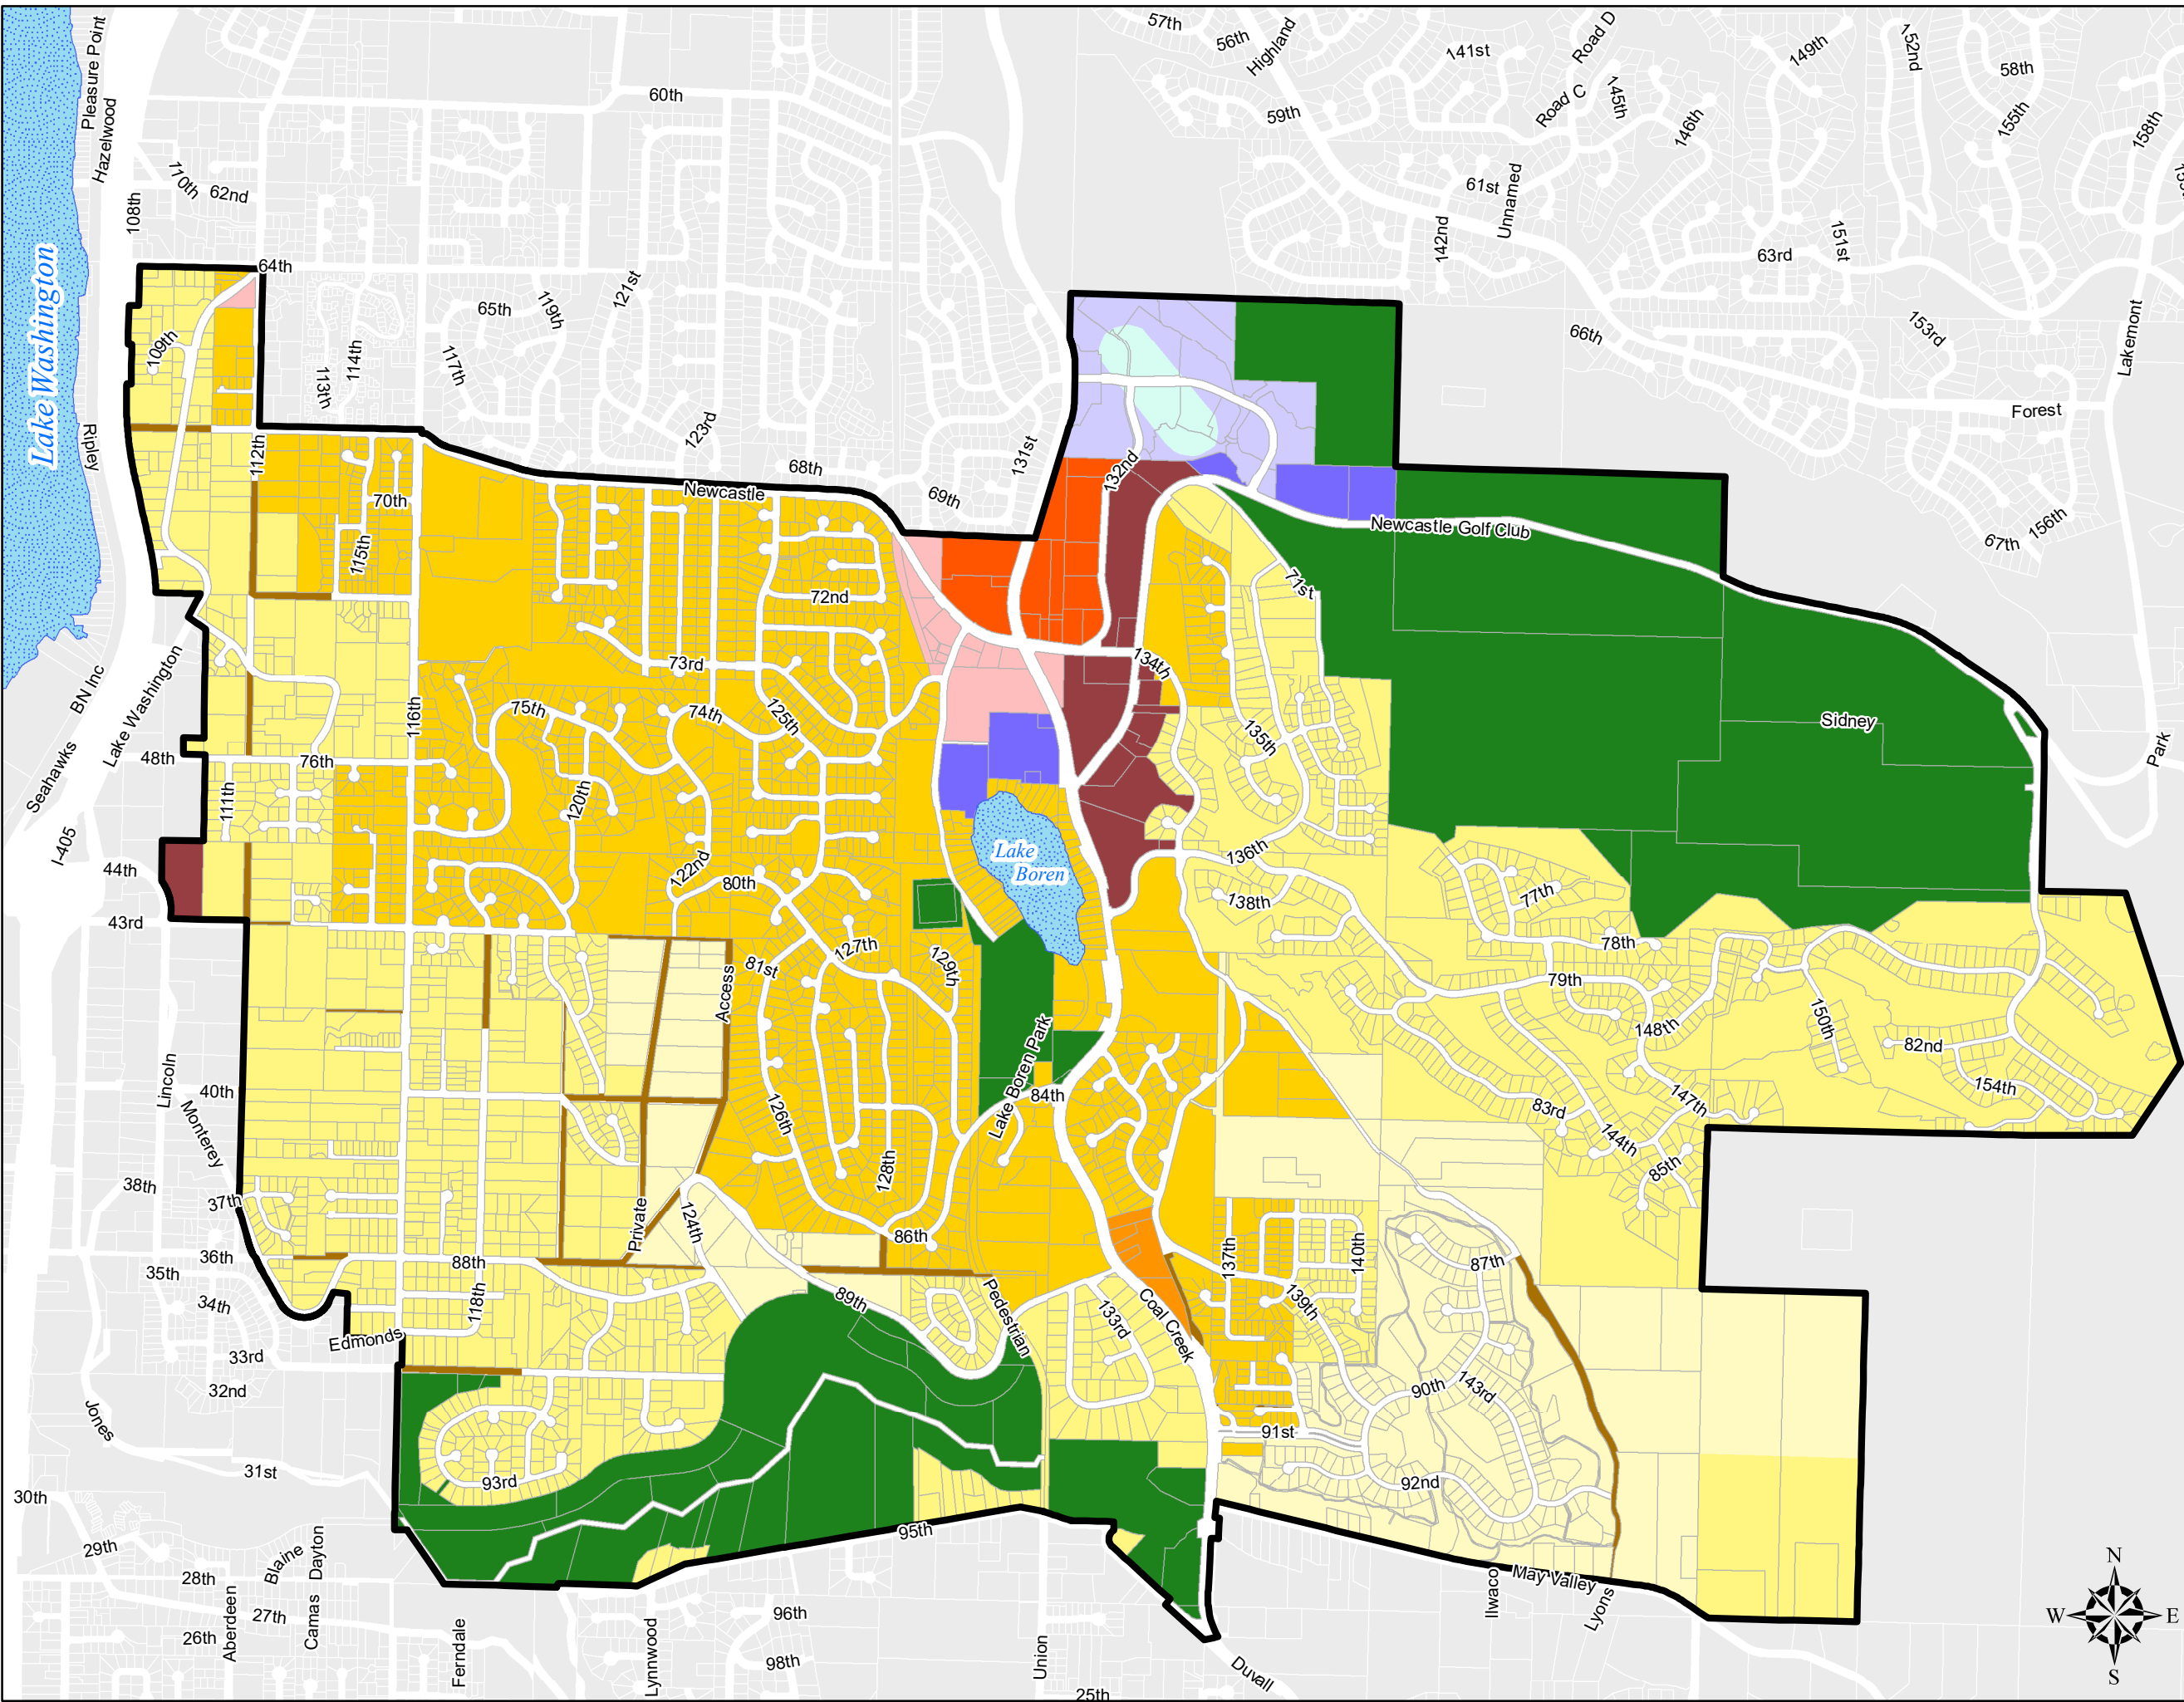 57th
56th
Highland
141st
Road D
149th
152nd
58th
Pleasure Point
Hazelwood
60th
59th
Road C
145th
146th
155th
158th
110th
62nd
108th
61st
Unnamed
142nd
151st
63rd
Lake Washington
64th
109th
65th
119th
121st
113th
114th
117th
66th
153rd
Lakemont
Forest
Ripley
112th
123rd
68th
131st
132nd
70th
Newcastle
69th
115th
Newcastle Golf Club
67th
156th
72nd
71st
73rd
134th
BN Inc
Lake Washington
116th
75th
74th
125th
135th
Sidney
Park
48th
76th
Seahawks
111th
120th
I-405
44th
122nd
80th
Lake
Boren
136th
138th
77th
43rd
81st
127th
129th
78th
79th
Access
150th
148th
82nd
Lincoln
40th
Monterey
126th
Lake Boren Park
84th
83rd
147th
154th
144th
85th
38th
37th
128th
36th
35th
34th
Private
124th
88th
86th
137th
140th
87th
118th
89th
Pedestrian
133rd
Coal Creek
139th
Edmonds
33rd
32nd
90th
143rd
Jones
91st
31st
93rd
92nd
30th
95th
29th
Blaine
Dayton
28th
Aberdeen
27th
Camas
26th
Ferndale
Lynnwood
96th
98th
Union
25th
Duvall
Ilwaco
May Valley
Lyons
N
W
E
S